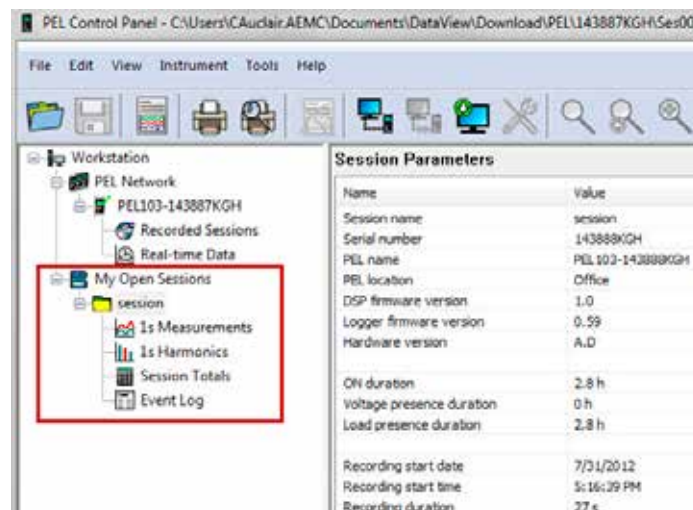 PEL Control Panel - C:\Users\CAuclair.AEMC\Documents\DataView\Download\PEL\143887KGH\Ses00
File Edit View Instrument Tools Help
Workstation
PEL Network
PEL103-143887KGH
Recorded Sessions
Real-time Data
My Open Sessions
session
1s Measurements
1s Harmonics
Session Totals
Event Log
Session Parameters
Name Value
Session name session
Serial number 143888KGH
PEL name PEL103-143888KGH
PEL location Office
DSP firmware version 1.0
Logger firmware version 0.59
Hardware version A.D
ON duration 2.8 h
Voltage presence duration 0 h
Load presence duration 2.8 h
Recording start date 7/31/2012
Recording start time 5:16:39 PM
Recording duration 27 s